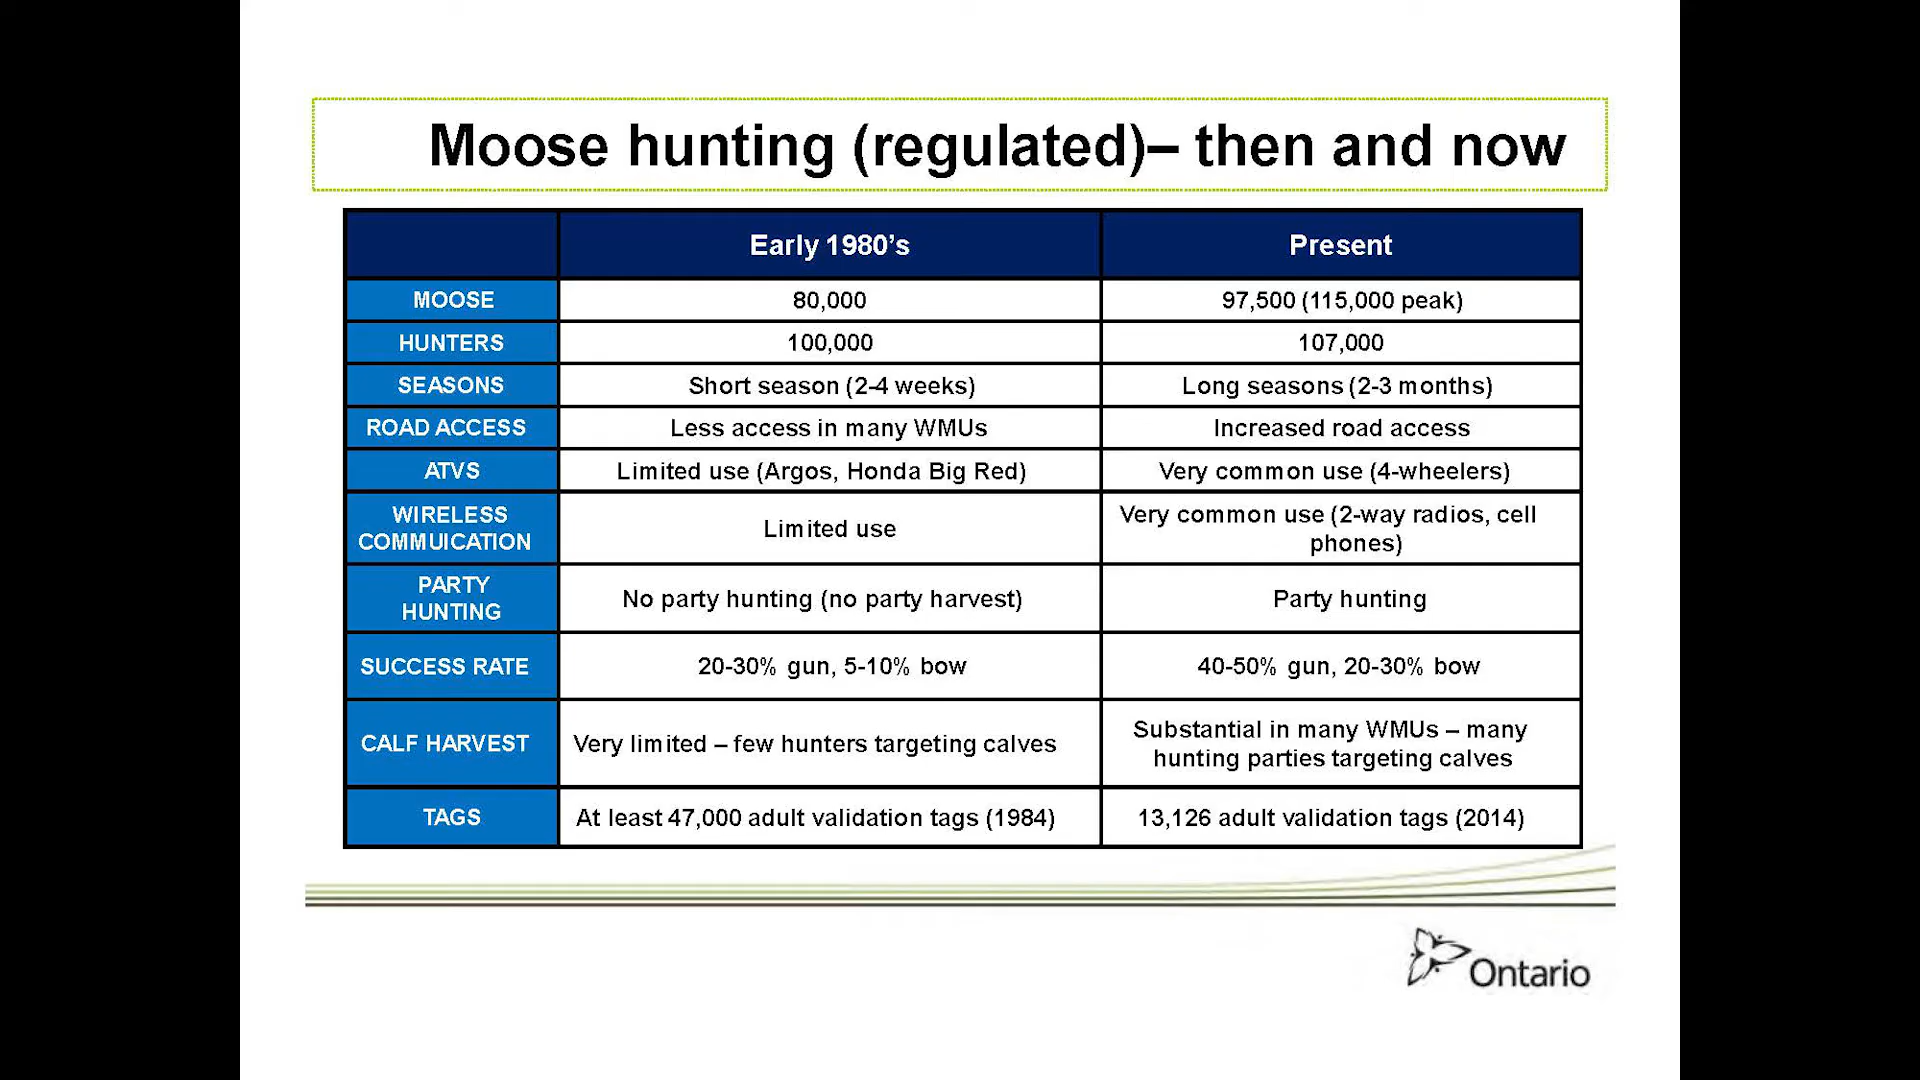 Moose hunting (regulated)– then and now
Early 1980's
Present
MOOSE
80,000
97,500 (115,000 peak)
HUNTERS
100,000
107,000
SEASONS
Short season (2-4 weeks)
Long seasons (2-3 months)
ROAD ACCESS
Less access in many WMUs
Increased road access
ATVS
Limited use (Argos, Honda Big Red)
Very common use (4-wheelers)
WIRELESS
COMMUICATION
Limited use
Very common use (2-way radios, cell
phones)
PARTY
HUNTING
No party hunting (no party harvest)
Party hunting
SUCCESS RATE
20-30% gun, 5-10% bow
40-50% gun, 20-30% bow
CALF HARVEST
Very limited – few hunters targeting calves
Substantial in many WMUs – many
hunting parties targeting calves
TAGS
At least 47,000 adult validation tags (1984)
13,126 adult validation tags (2014)
Ontario